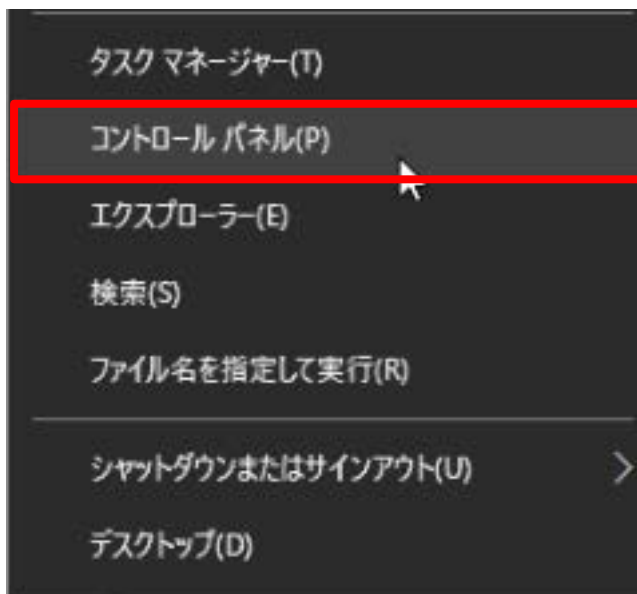 タスク マネージャー(T)
コントロール パネル(P)
エクスプローラー(E)
検索(S)
ファイル名を指定して実行(R)
シャットダウンまたはサインアウト(U)
デスクトップ(D)